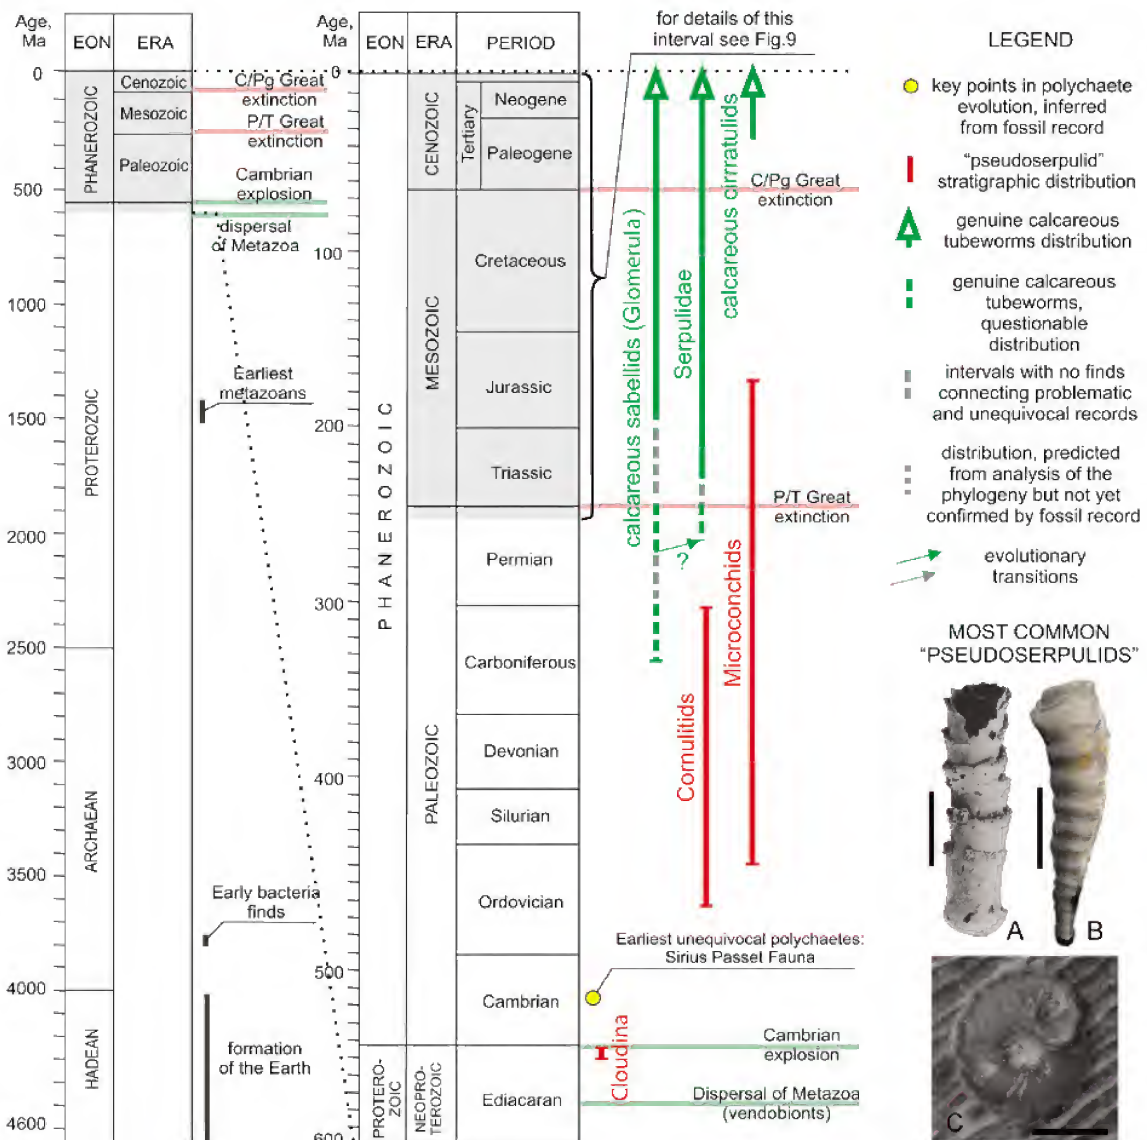 Age,
Ma
EON
ERA
0
500
1000
1500
2000
2500
3000
3500
4000
4600
PHANEROZOIC
PROTEROZOIC
ARCHAEAN
HADEAN
Cenozoic
Mesozoic
Paleozoic
C/Pg Great
extinction
P/T Great
extinction
Cambrian
explosion
dispersal
of Metazoa
Earliest
metazoans
Early bacteria
finds
formation
of the Earth
Age,
Ma
EON
ERA
PERIOD
0
100
200
300
400
500
600
PHANEROZOIC
PROTERO-
ZOIC
CENOZOIC
MESOZOIC
PALEOZOIC
NEOPRO-
TEROZOIC
Tertiary
Neogene
Paleogene
Cretaceous
Jurassic
Triassic
Permian
Carboniferous
Devonian
Silurian
Ordovician
Cambrian
Ediacaran
for details of this
interval see Fig.9
calcareous sabellids (Glomerula)
Serpulidae
calcareous cirrratulids
C/Pg Great
extinction
P/T Great
extinction
?
Cornulitids
Microconchids
Earliest unequivocal polychaetes:
Sirius Passet Fauna
Cloudina
Cambrian
explosion
Dispersal of Metazoa
(vendobionts)
LEGEND
key points in polychaete
evolution, inferred
from fossil record
"pseudoserpulid"
stratigraphic distribution
genuine calcareous
tubeworms distribution
genuine calcareous
tubeworms,
questionable
distribution
intervals with no finds
connecting problematic
and unequivocal records
distribution, predicted
from analysis of the
phylogeny but not yet
confirmed by fossil record
evolutionary
transitions
MOST COMMON
"PSEUDOSERPULIDS"
A
B
C